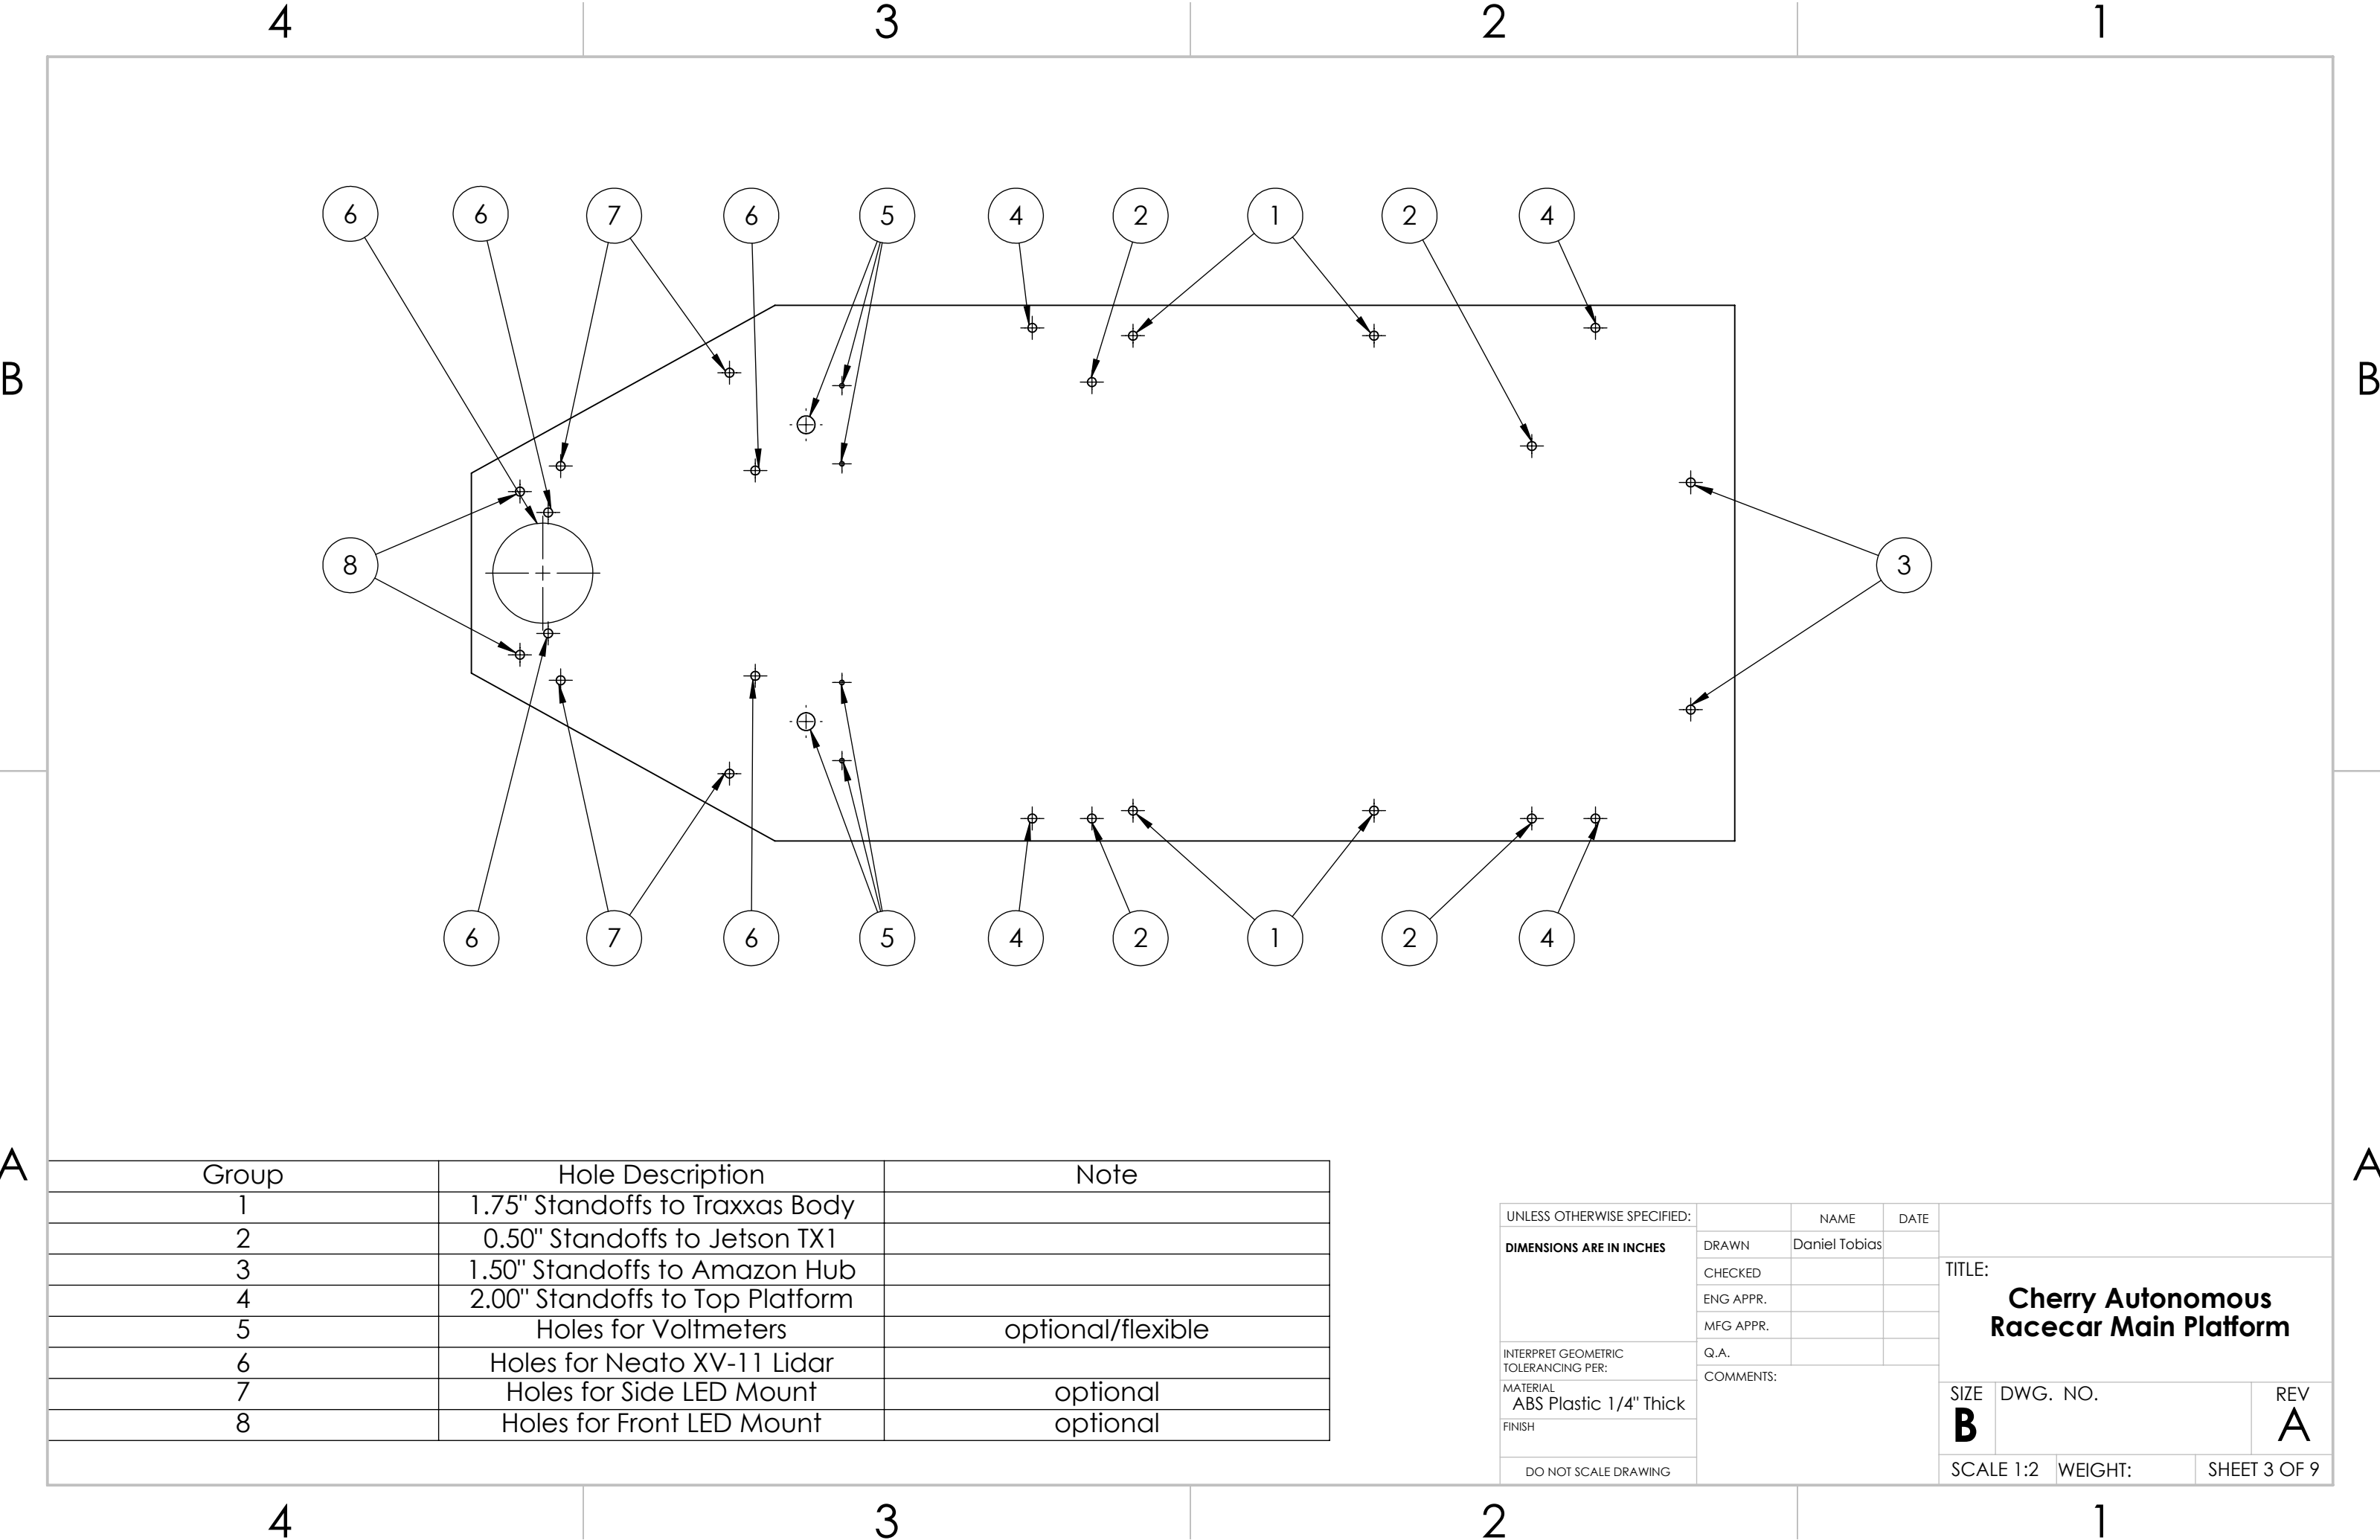 4 3 2 1
6 6 7 6 5 4 2 1 2 4
B B
8 3
6 7 6 5 4 2 1 2 4
A A
Group Hole Description Note
1 1.75" Standoffs to Traxxas Body
2 0.50" Standoffs to Jetson TX1
3 1.50" Standoffs to Amazon Hub
4 2.00" Standoffs to Top Platform
5 Holes for Voltmeters optional/flexible
6 Holes for Neato XV-11 Lidar
7 Holes for Side LED Mount optional
8 Holes for Front LED Mount optional
UNLESS OTHERWISE SPECIFIED:
DIMENSIONS ARE IN INCHES
INTERPRET GEOMETRIC
TOLERANCING PER:
MATERIAL
ABS Plastic 1/4" Thick
FINISH
DO NOT SCALE DRAWING
NAME DATE
DRAWN Daniel Tobias
CHECKED
ENG APPR.
MFG APPR.
Q.A.
COMMENTS:
TITLE:
Cherry Autonomous
Racecar Main Platform
SIZE DWG. NO. REV
B A
SCALE 1:2 WEIGHT: SHEET 3 OF 9
4 3 2 1